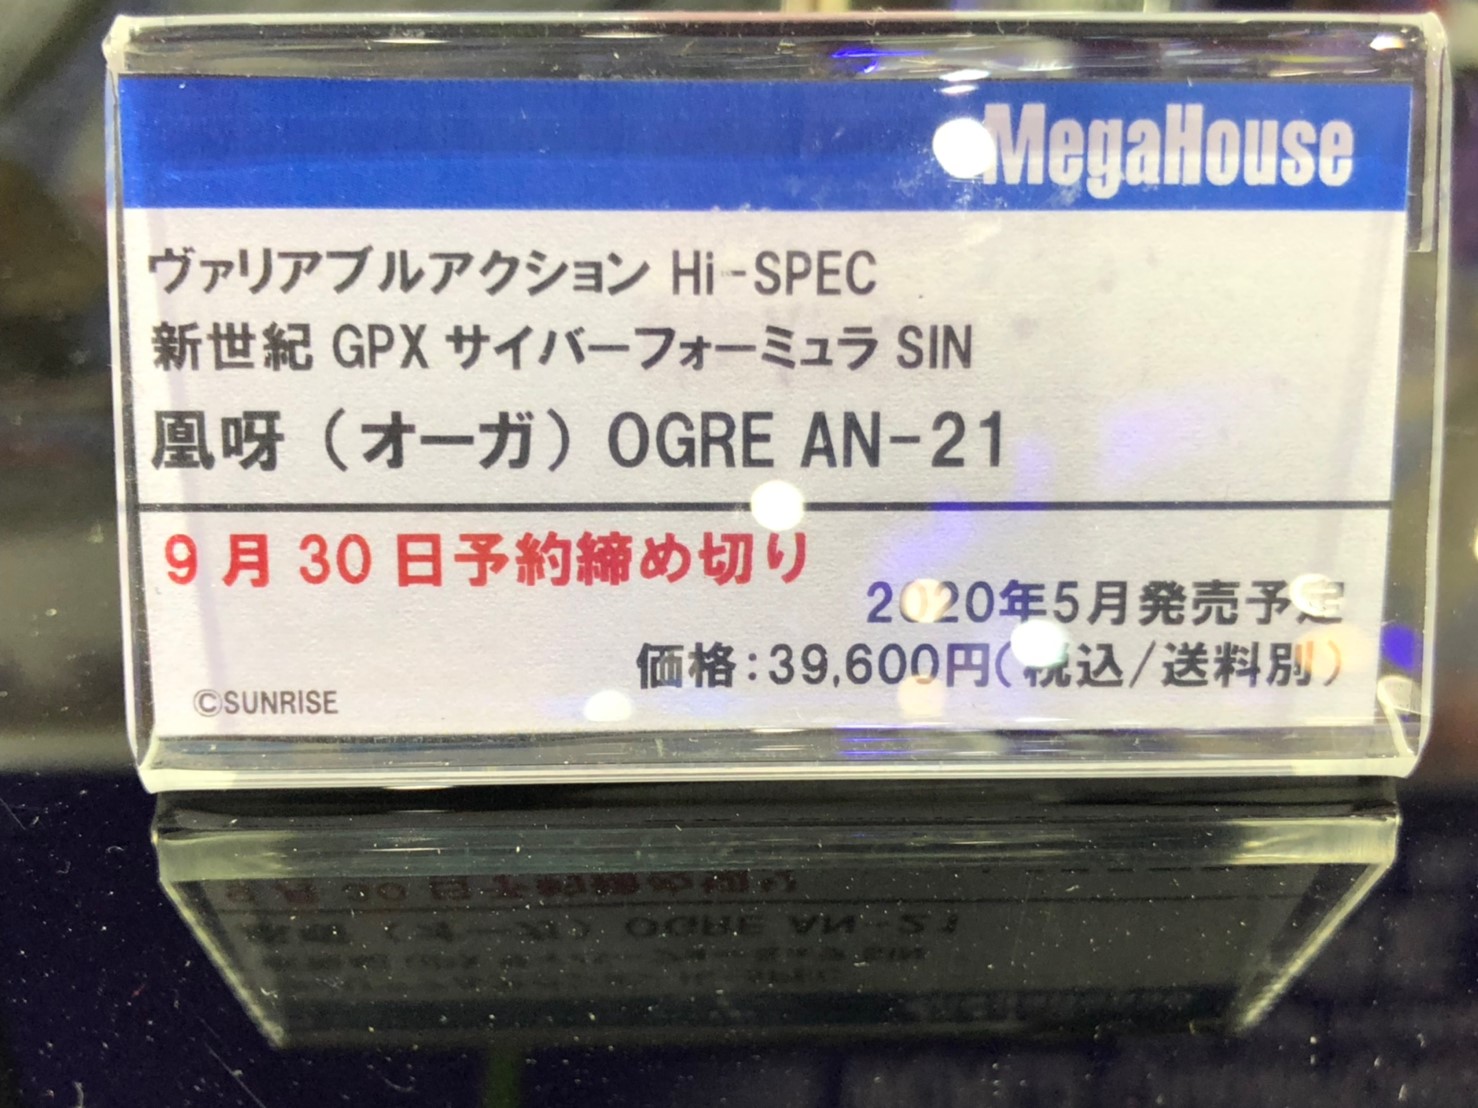 MegaHouse
ヴァリアブルアクション Hi-SPEC
新世紀 GPX サイバーフォーミュラ SIN
凰呀（オーガ）OGRE AN-21
9月30日予約締め切り
2020年5月発売予定
価格：39,600円（税込/送料別）
©SUNRISE